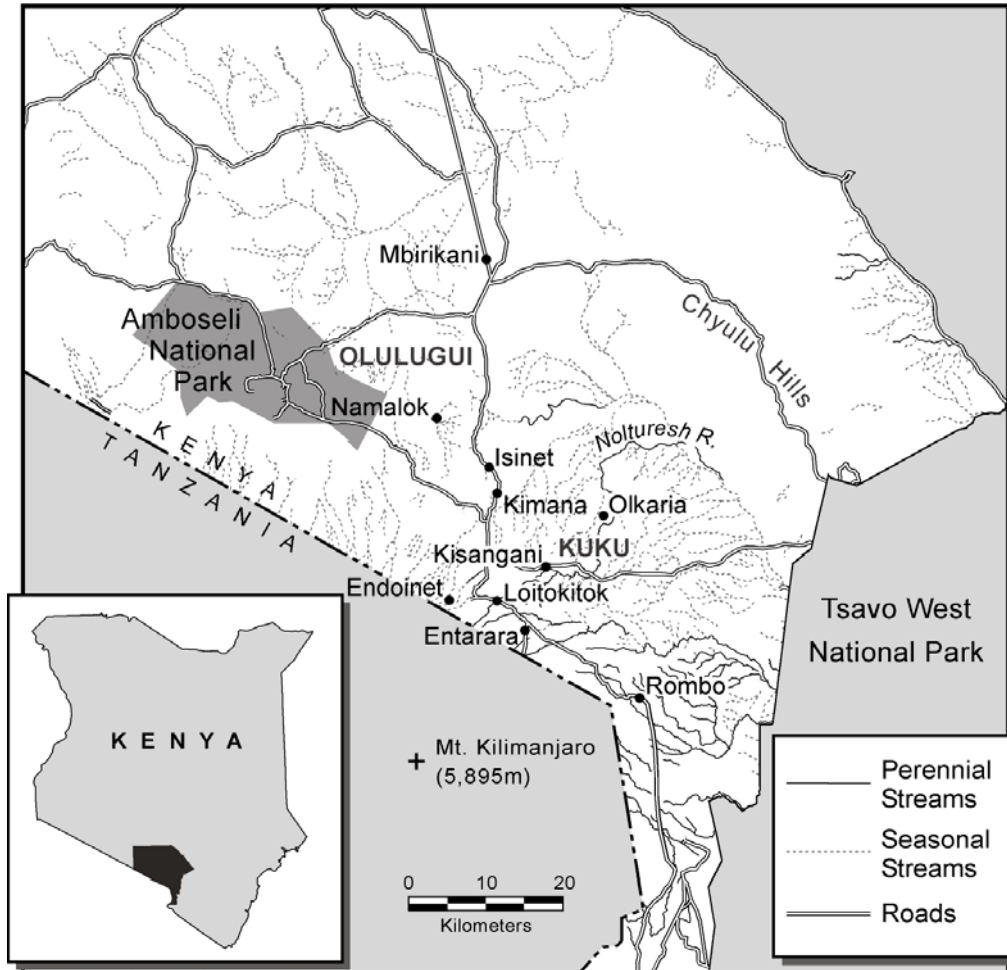 Mbirikani
Amboseli
National
Park
OLULUGUI
Chyulu
Hills
Namalok
Nolturesh R.
KENYA
TANZANIA
Isinet
Kimana
Olkaria
Kisangani
KUKU
Endoinet
Loitokitok
Entarara
Tsavo West
National Park
Rombo
KENYA
Mt. Kilimanjaro
(5,895m)
0 10 20
Kilometers
Perennial
Streams
Seasonal
Streams
Roads